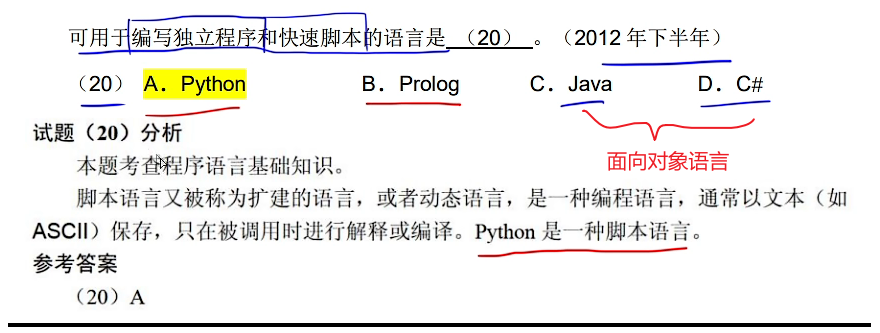 可用于编写独立程序和快速脚本的语言是 （20） 。（2012 年下半年）
（20） A．Python B．Prolog C．Java D．C#
面向对象语言
试题（20）分析
本题考查程序语言基础知识。
脚本语言又被称为扩建的语言，或者动态语言，是一种编程语言，通常以文本（如
ASCII）保存，只在被调用时进行解释或编译。Python 是一种脚本语言。
参考答案
（20）A